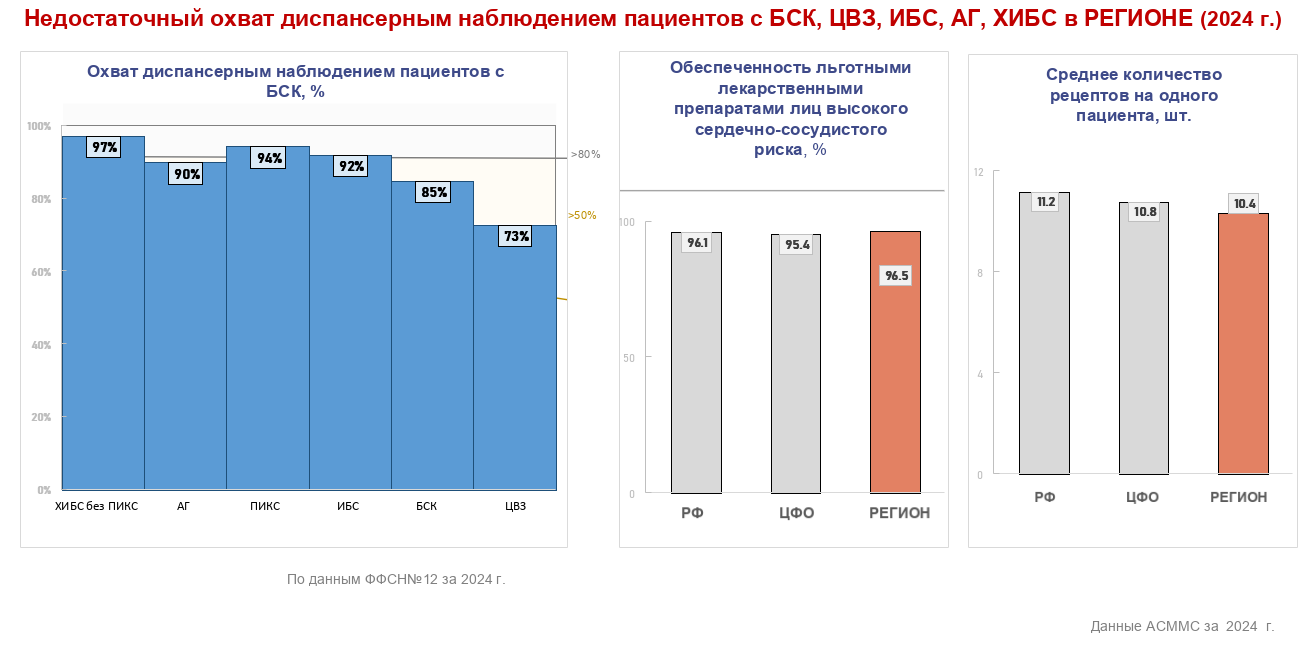 Недостаточный охват диспансерным наблюдением пациентов с БСК, ЦВЗ, ИБС, АГ, ХИБС в РЕГИОНЕ (2024 г.)
Охват диспансерным наблюдением пациентов с
БСК, %
100%
80%
60%
40%
20%
0%
97%
90%
94%
92%
85%
73%
>80%
>50%
ХИБС без ПИКС
АГ
ПИКС
ИБС
БСК
ЦВЗ
По данным ФФСН№12 за 2024 г.
Обеспеченность льготными
лекарственными
препаратами лиц высокого
сердечно-сосудистого
риска, %
100
50
0
96.1
95.4
96.5
РФ
ЦФО
РЕГИОН
Среднее количество
рецептов на одного
пациента, шт.
12
8
4
0
11.2
10.8
10.4
РФ
ЦФО
РЕГИОН
Данные АСММС за 2024 г.